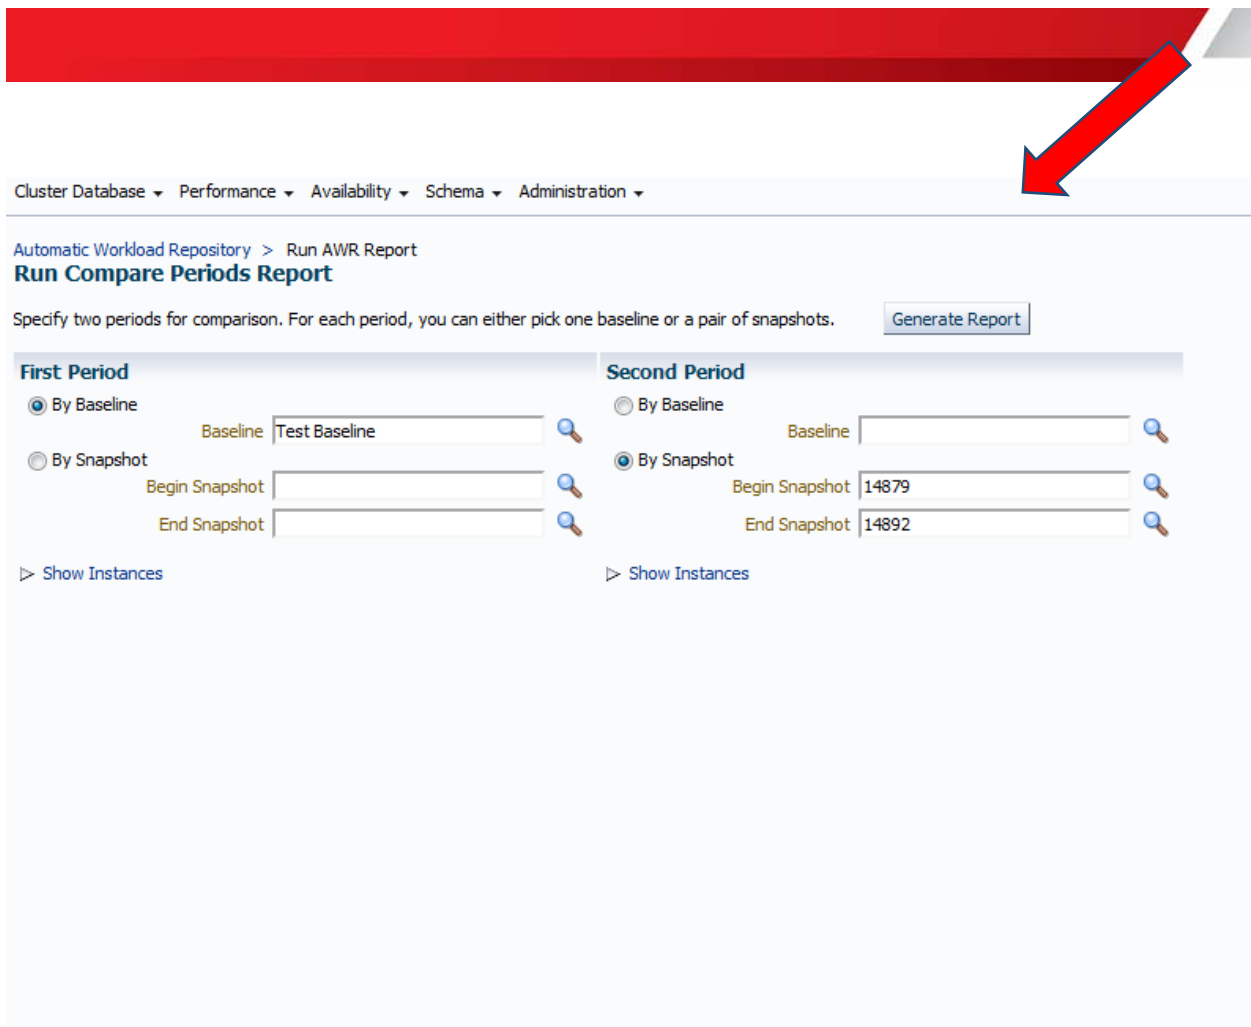 Cluster Database Performance Availability Schema Administration
Automatic Workload Repository > Run AWR Report
Run Compare Periods Report
Specify two periods for comparison. For each period, you can either pick one baseline or a pair of snapshots. Generate Report
First Period
By Baseline
Baseline Test Baseline
By Snapshot
Begin Snapshot
End Snapshot
Show Instances
Second Period
By Baseline
Baseline
By Snapshot
Begin Snapshot 14879
End Snapshot 14892
Show Instances